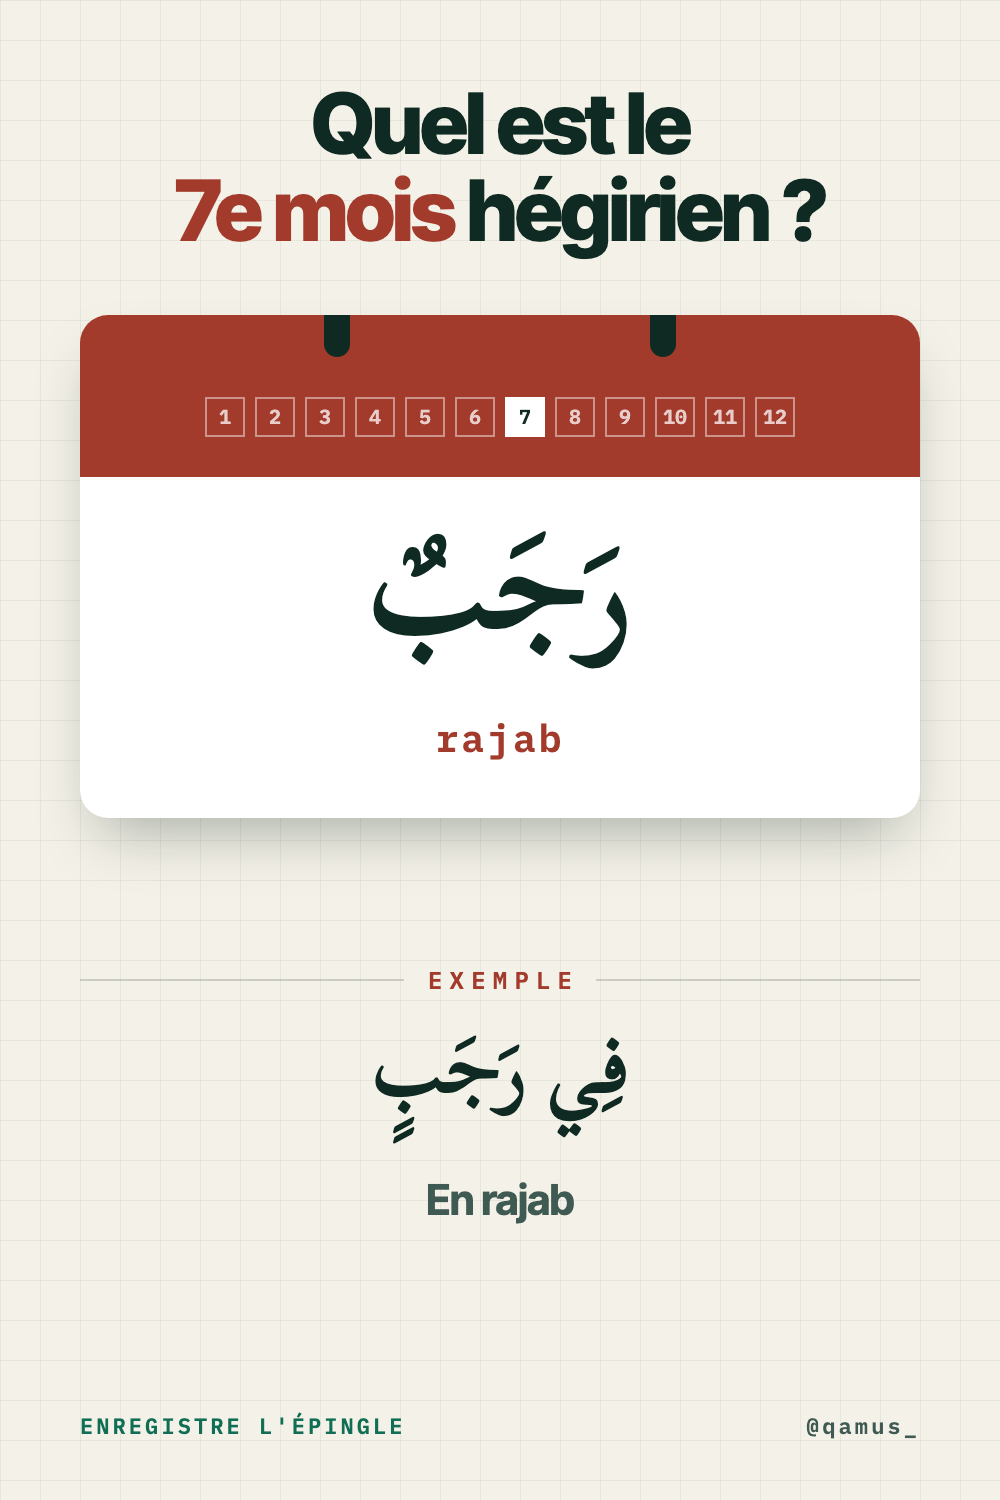 Quel est le
7e mois hégirien ?
1 2 3 4 5 6 7 8 9 10 11 12
رَجَبٌ
rajab
EXEMPLE
فِي رَجَبٍ
En rajab
ENREGISTRE L'ÉPINGLE
@qamus_